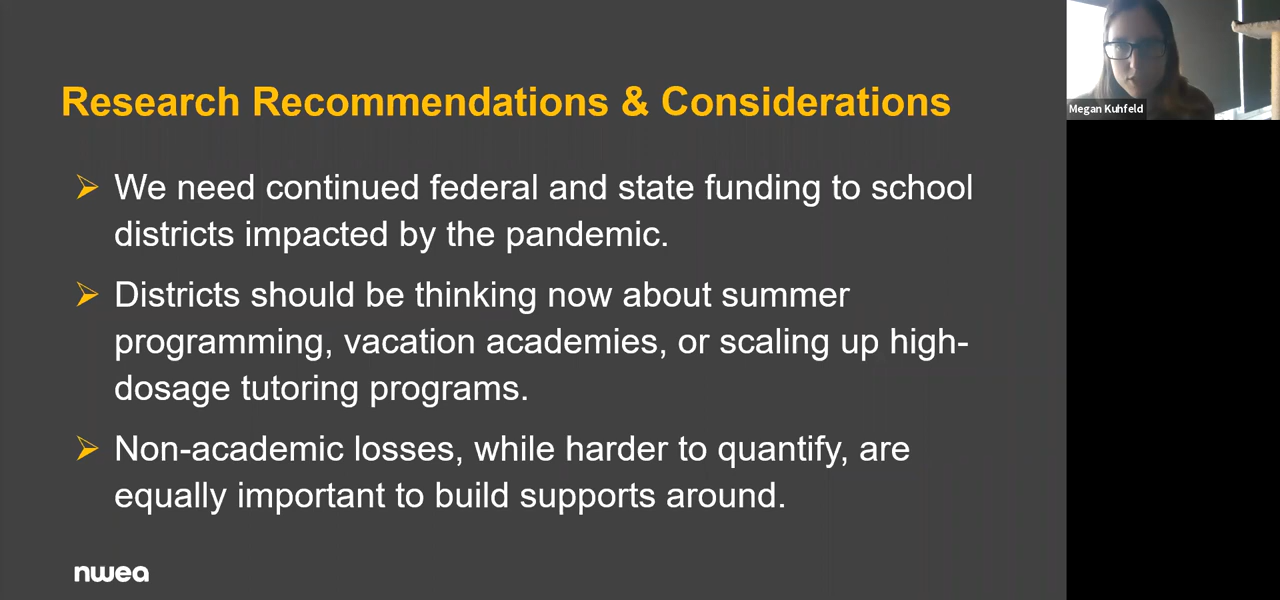 Research Recommendations & Considerations
We need continued federal and state funding to school
districts impacted by the pandemic.
Districts should be thinking now about summer
programming, vacation academies, or scaling up high-
dosage tutoring programs.
Non-academic losses, while harder to quantify, are
equally important to build supports around.
nwea
Megan Kuhfeld